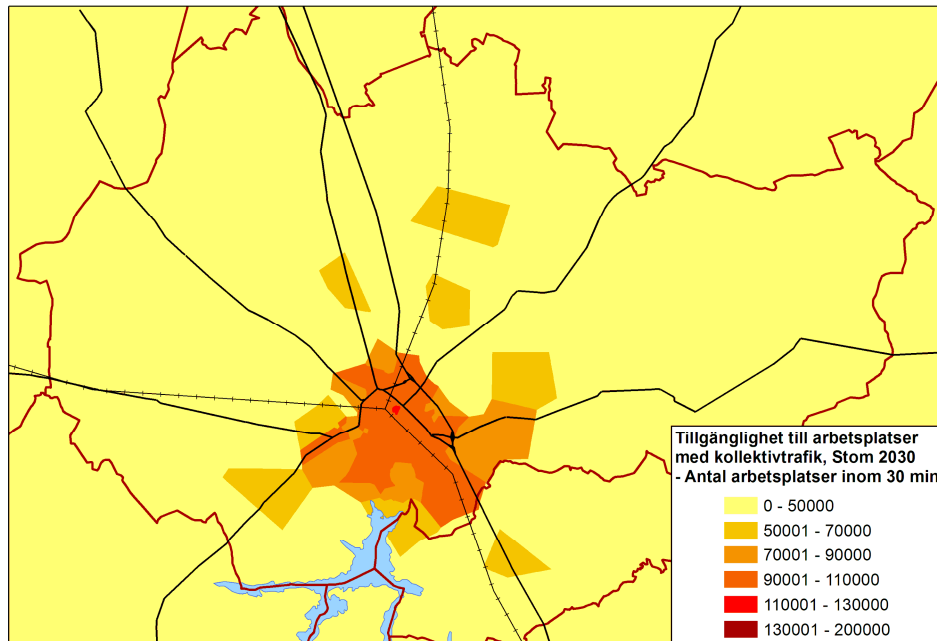 Tillgänglighet till arbetsplatser
med kollektivtrafik, Stom 2030
- Antal arbetsplatser inom 30 min
0 - 50000
50001 - 70000
70001 - 90000
90001 - 110000
110001 - 130000
130001 - 200000